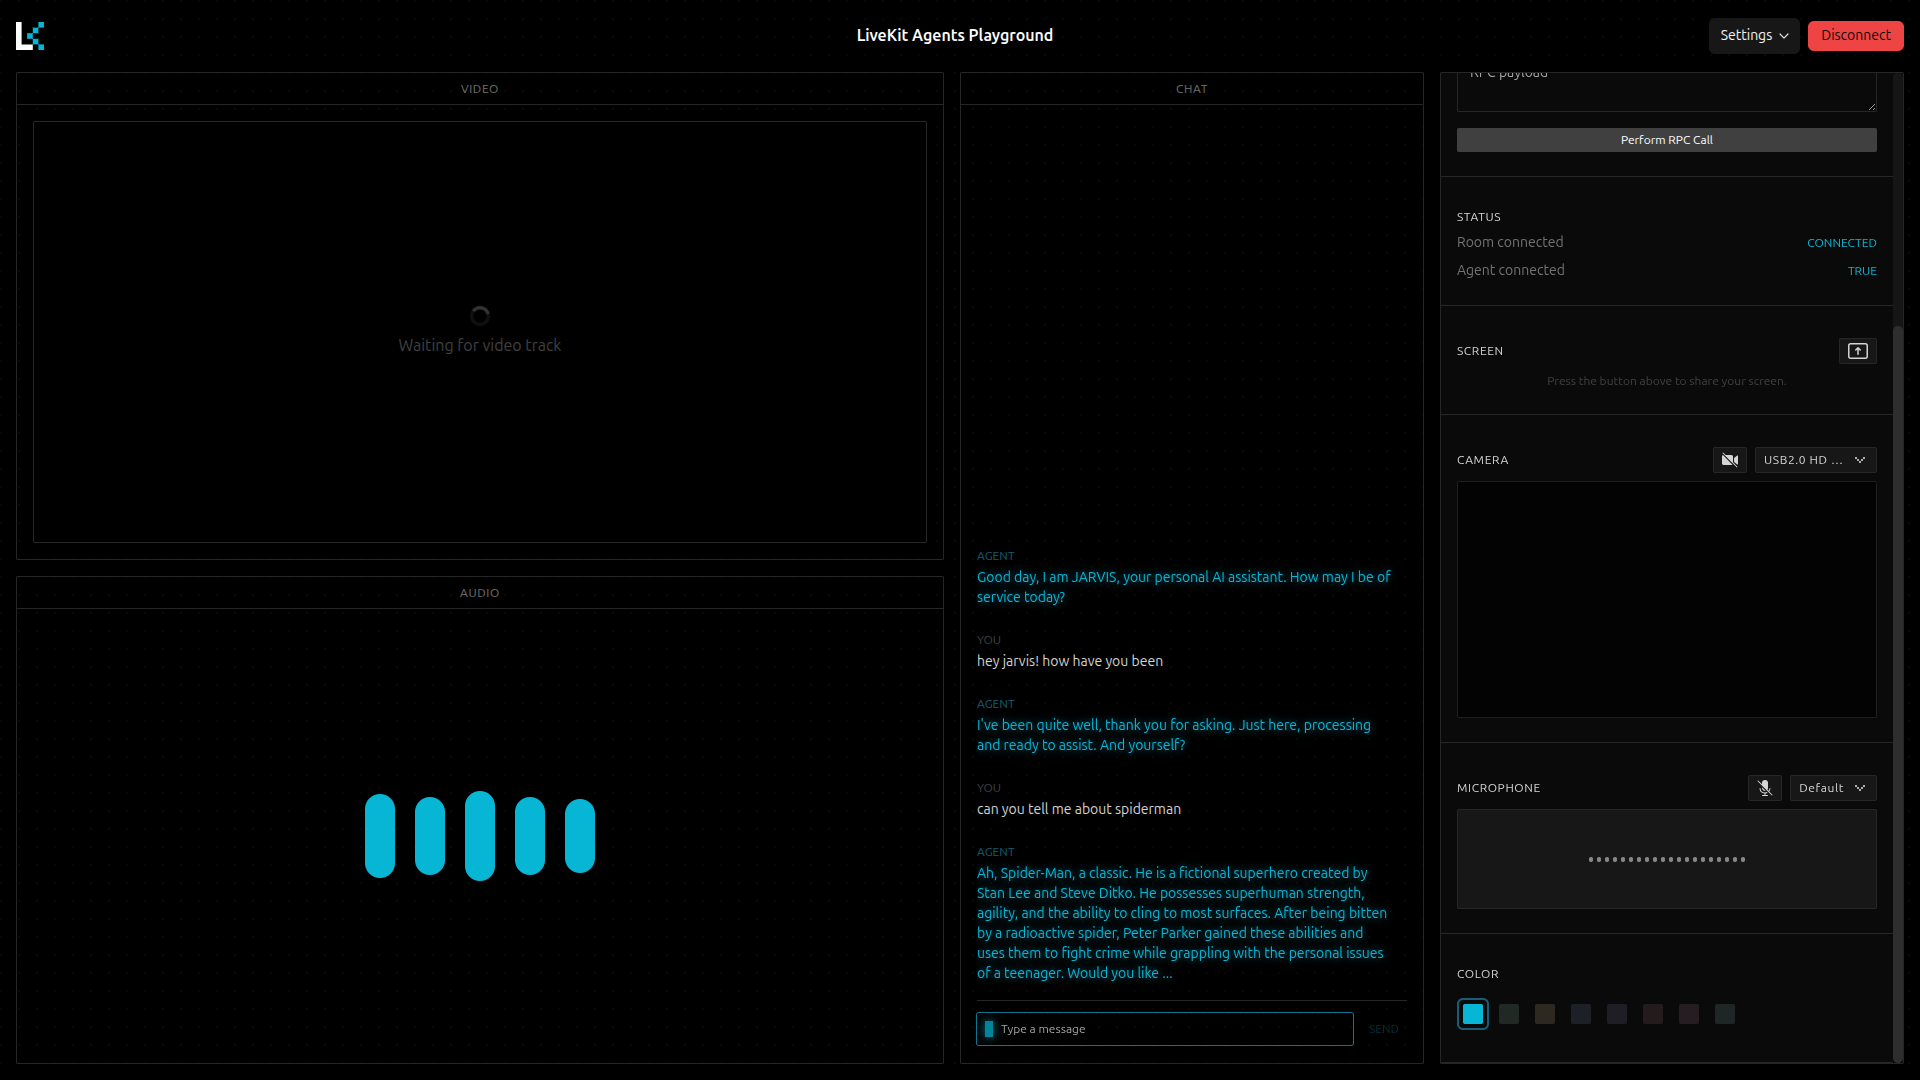 LiveKit Agents Playground
Settings
Disconnect
VIDEO
Waiting for video track
AUDIO
CHAT
AGENT
Good day, I am JARVIS, your personal AI assistant. How may I be of
service today?
YOU
hey jarvis! how have you been
AGENT
I've been quite well, thank you for asking. Just here, processing
and ready to assist. And yourself?
YOU
can you tell me about spiderman
AGENT
Ah, Spider-Man, a classic. He is a fictional superhero created by
Stan Lee and Steve Ditko. He possesses superhuman strength,
agility, and the ability to cling to most surfaces. After being bitten
by a radioactive spider, Peter Parker gained these abilities and
uses them to fight crime while grappling with the personal issues
of a teenager. Would you like ...
Type a message
SEND
RPC payload
Perform RPC Call
STATUS
Room connected
CONNECTED
Agent connected
TRUE
SCREEN
Press the button above to share your screen.
CAMERA
USB2.0 HD ...
MICROPHONE
Default
COLOR